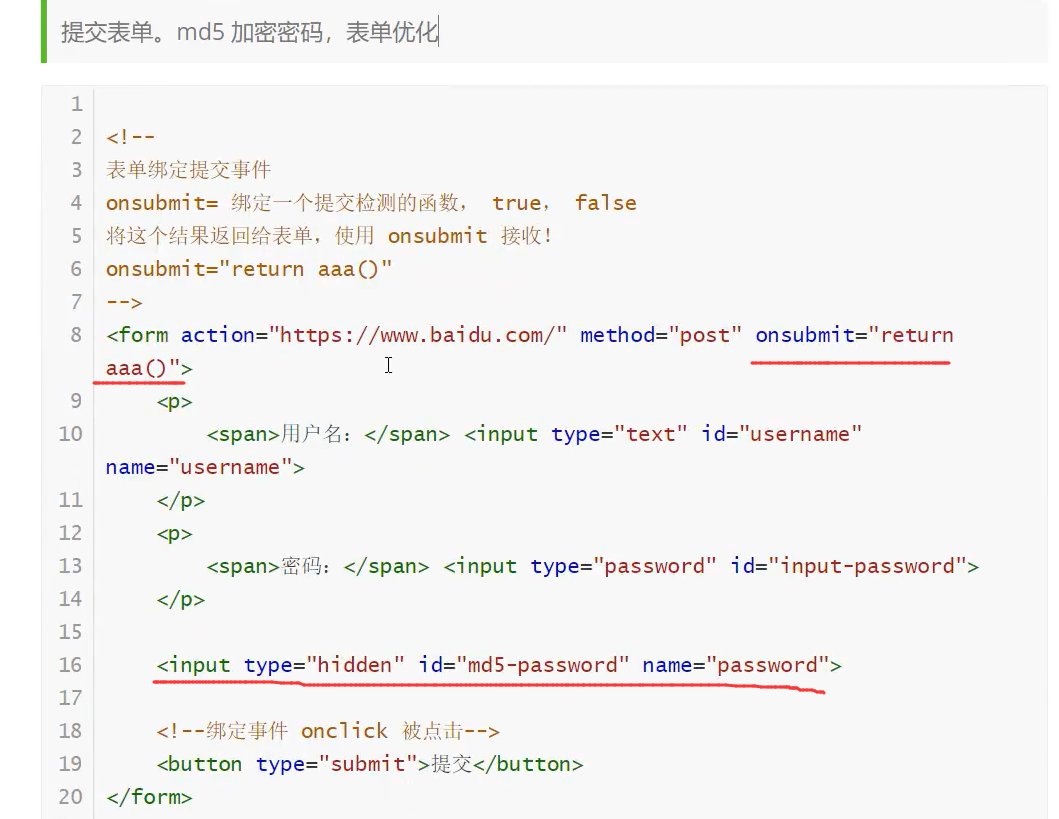 提交表单。md5 加密密码，表单优化
1
2 <!--
3 表单绑定提交事件
4 onsubmit= 绑定一个提交检测的函数， true， false
5 将这个结果返回给表单，使用 onsubmit 接收！
6 onsubmit="return aaa()"
7 -->
8 <form action="https://www.baidu.com/" method="post" onsubmit="return
aaa()">
9 <p>
10 <span>用户名：</span> <input type="text" id="username"
name="username">
11 </p>
12 <p>
13 <span>密码：</span> <input type="password" id="input-password">
14 </p>
15
16 <input type="hidden" id="md5-password" name="password">
17
18 <!--绑定事件 onclick 被点击-->
19 <button type="submit">提交</button>
20 </form>